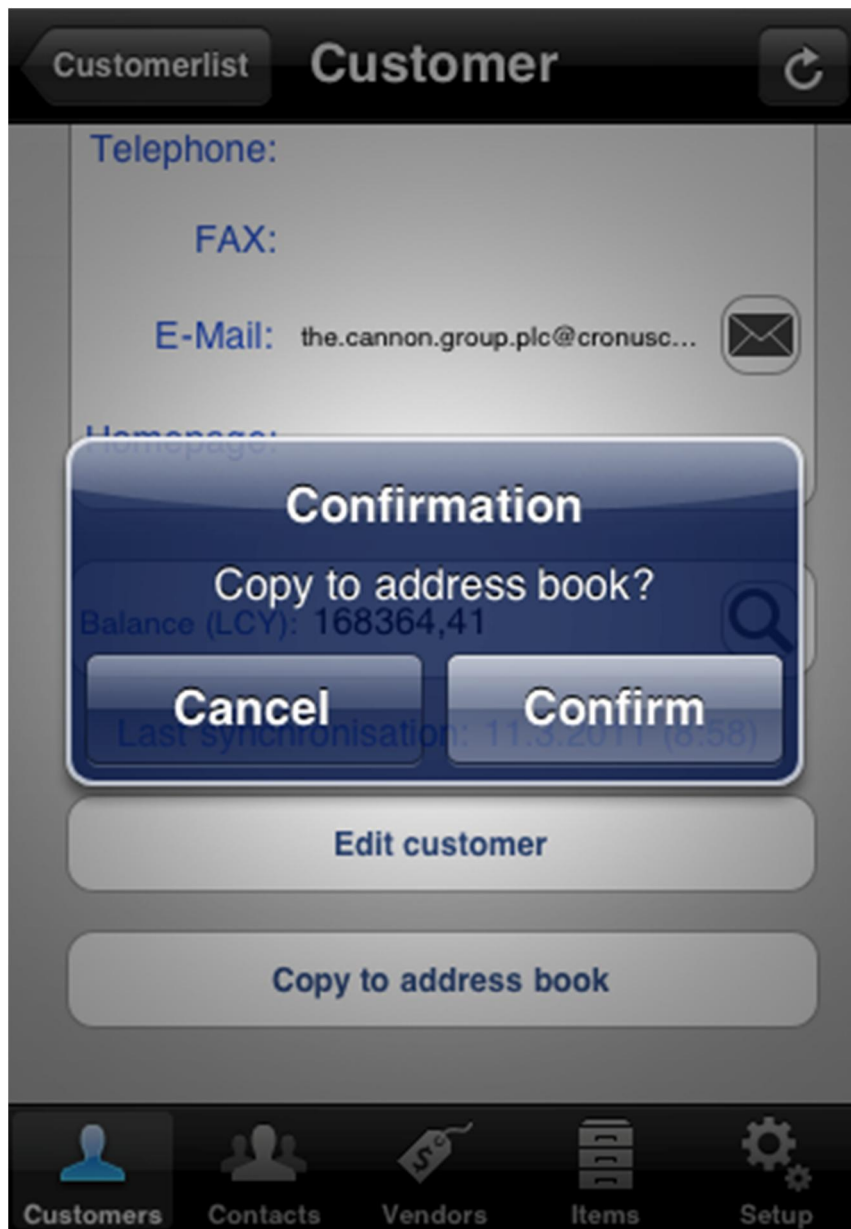 Customerlist Customer
Telephone:
FAX:
E-Mail: the.cannon.group.plc@cronusc...
Homepage:
Confirmation
Copy to address book?
Balance (LCY): 168364,41
Cancel Confirm
Last synchronisation: 11.3.2011 (8:58)
Edit customer
Copy to address book
Customers Contacts Vendors Items Setup